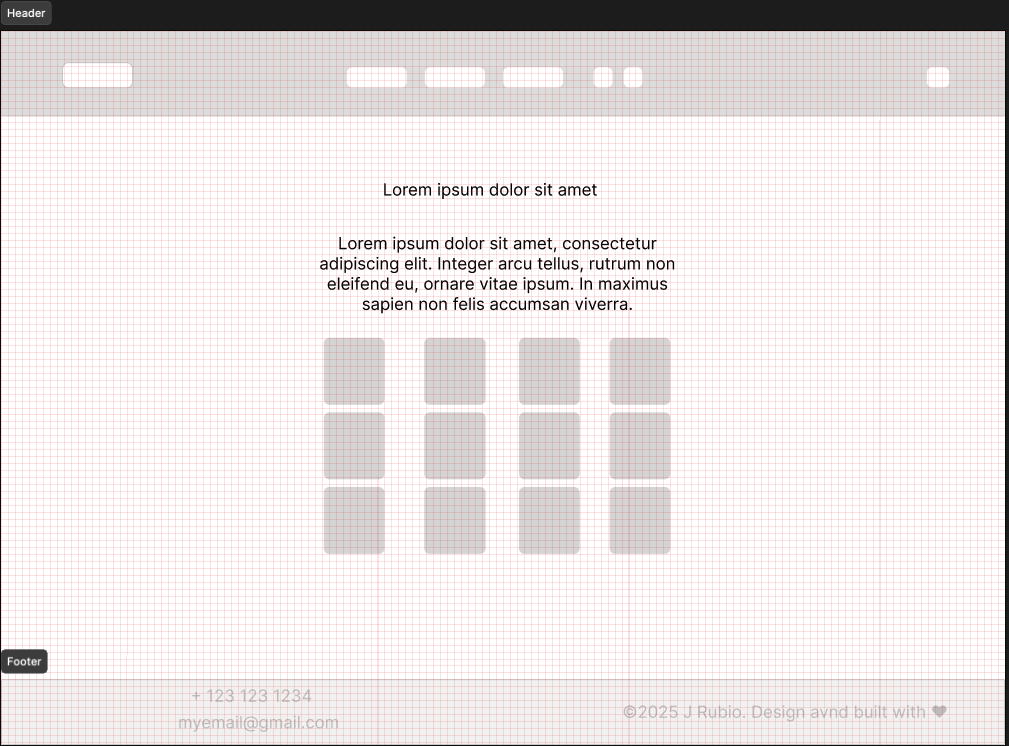 Header
Lorem ipsum dolor sit amet
Lorem ipsum dolor sit amet, consectetur
adipiscing elit. Integer arcu tellus, rutrum non
eleifend eu, ornare vitae ipsum. In maximus
sapien non felis accumsan viverra.
Footer
+ 123 123 1234
myemail@gmail.com
©2025 J Rubio. Design avnd built with ♥